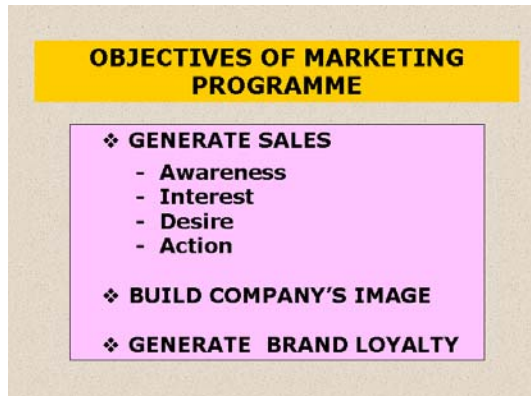 OBJECTIVES OF MARKETING
PROGRAMME
❖ GENERATE SALES
- Awareness
- Interest
- Desire
- Action
❖ BUILD COMPANY'S IMAGE
❖ GENERATE BRAND LOYALTY